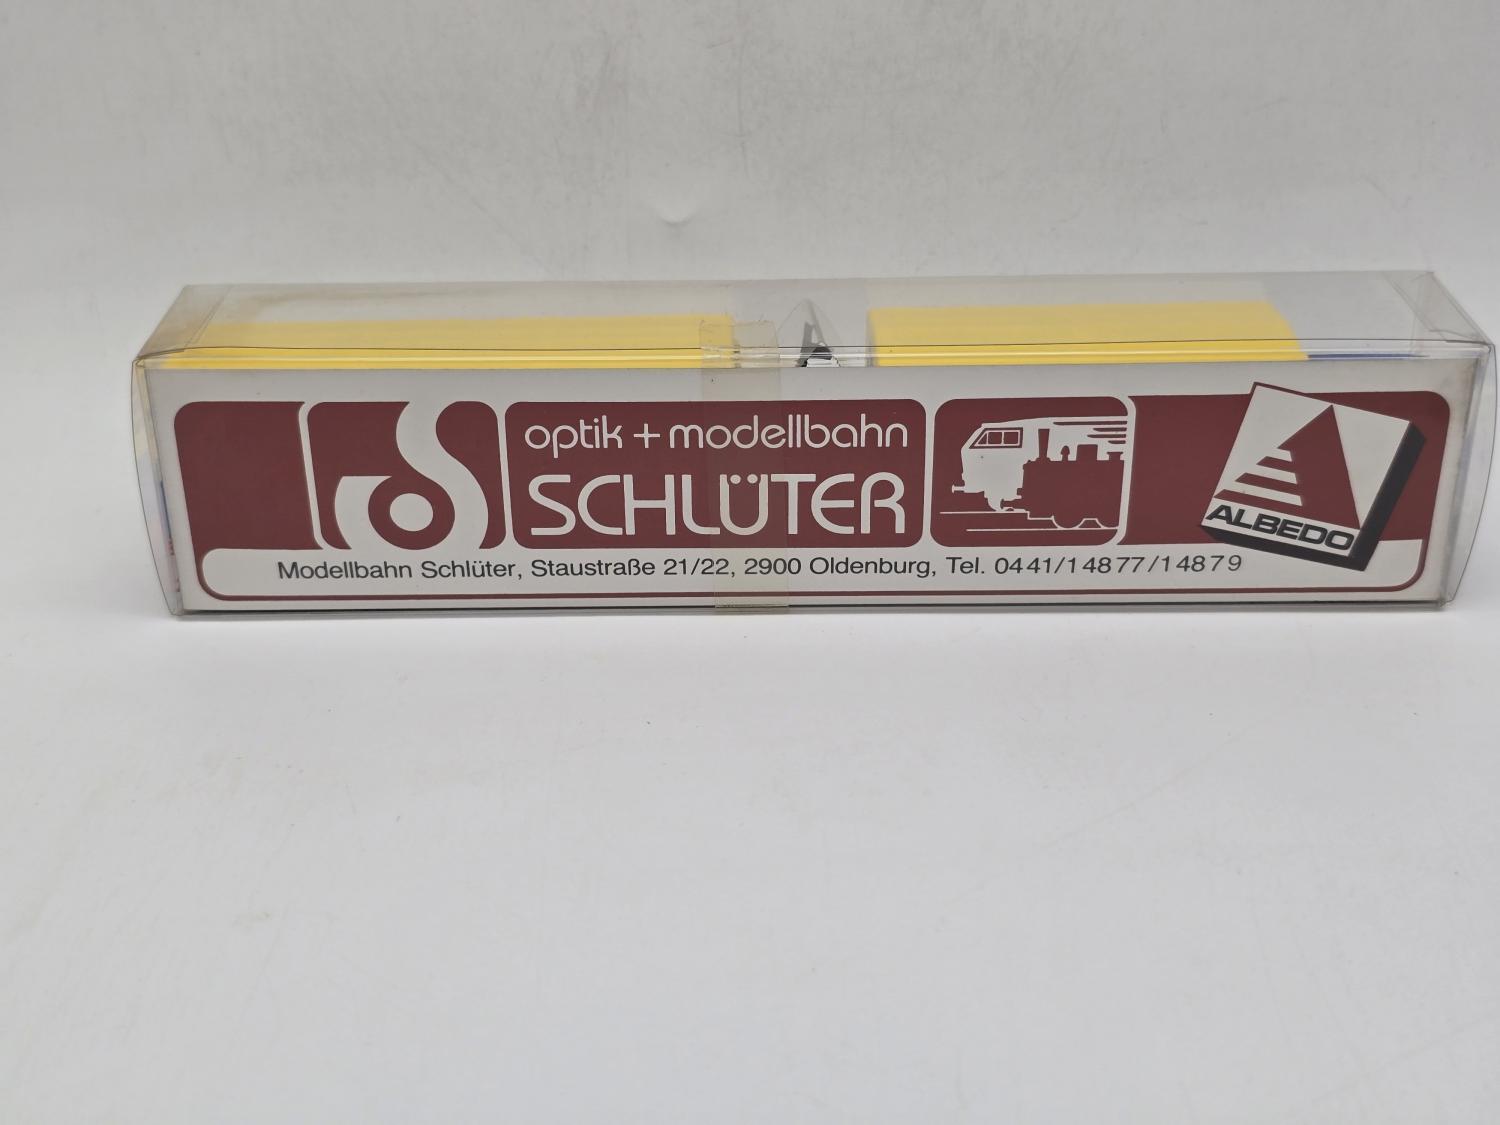 optik + modellbahn
SCHLÜTER
ALBEDO
Modellbahn Schlüter, Staustraße 21/22, 2900 Oldenburg, Tel. 0441/14877/14879